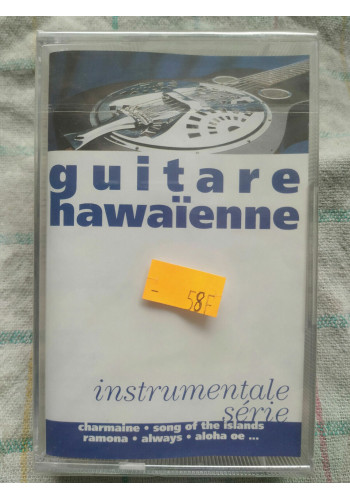 guitare
hawaïenne
58F
instrumentale
série
charmaine • song of the islands
ramona • always • aloha oe ...